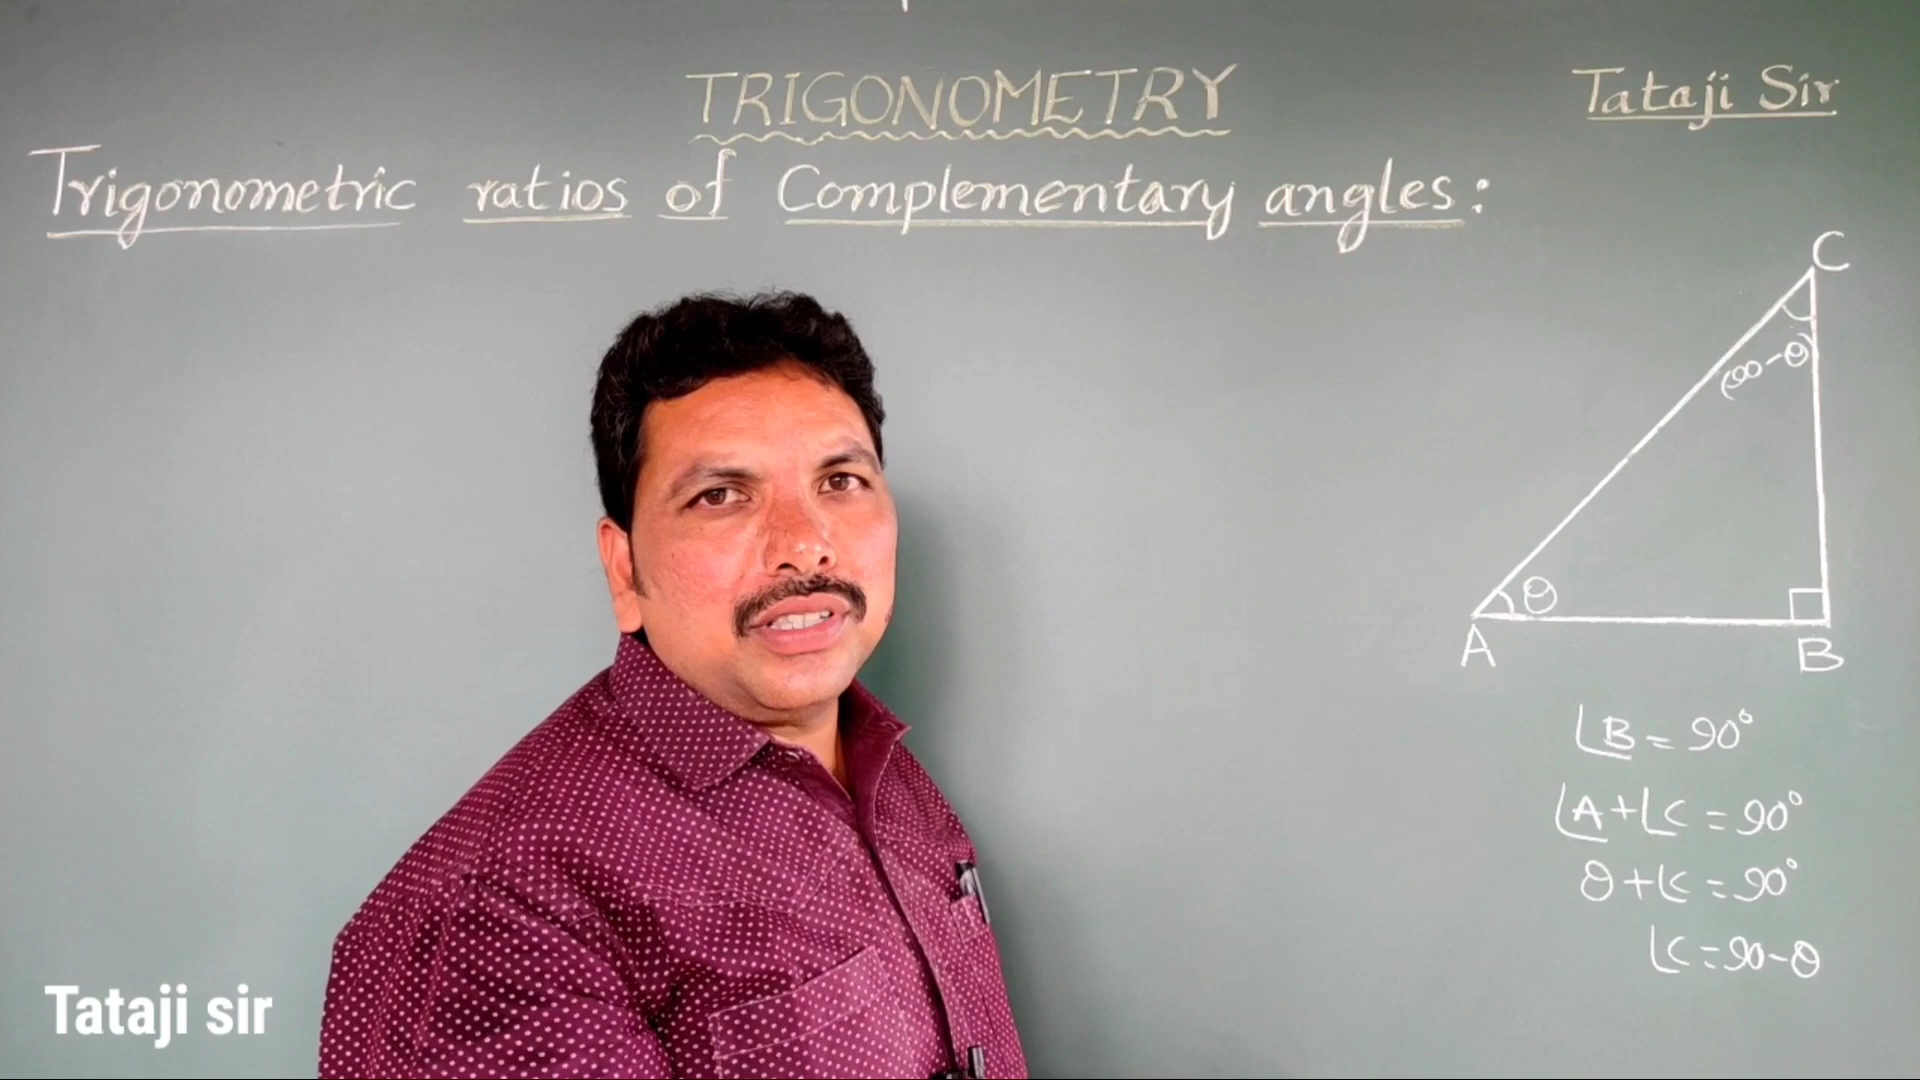 TRIGONOMETRY
Tataji Sir
Trigonometric ratios of Complementary angles:
C
(90-θ)
θ
A
B
∠B = 90°
∠A+∠C = 90°
θ+∠C = 90°
∠C = 90-θ
Tataji sir